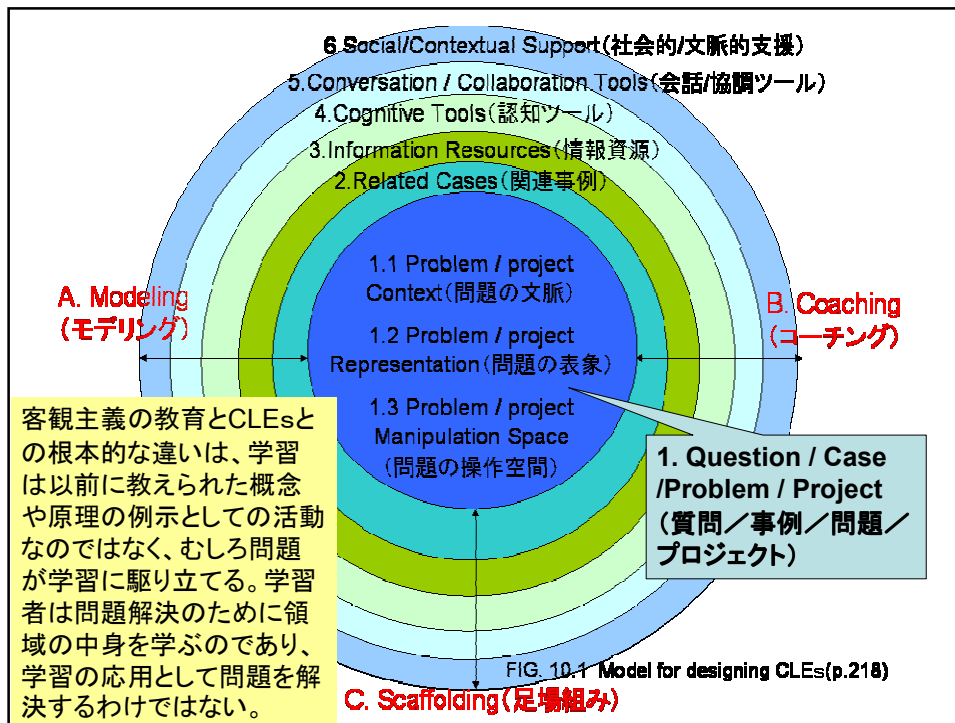 6.Social/Contextual Support(社会的/文脈的支援)
5.Conversation / Collaboration Tools(会話/協調ツール)
4.Cognitive Tools(認知ツール)
3.Information Resources(情報資源)
2.Related Cases(関連事例)
1.1 Problem / project
Context(問題の文脈)
1.2 Problem / project
Representation(問題の表象)
1.3 Problem / project
Manipulation Space
(問題の操作空間)
A. Modeling
(モデリング)
B. Coaching
(コーチング)
客観主義の教育とCLEsと
の根本的な違いは、学習
は以前に教えられた概念
や原理の例示としての活動
なのではなく、むしろ問題
が学習に駆り立てる。学習
者は問題解決のために領
域の中身を学ぶのであり、
学習の応用として問題を解
決するわけではない。
1. Question / Case
/Problem / Project
(質問／事例／問題／
プロジェクト)
FIG. 10.1 Model for designing CLEs(p.218)
C. Scaffolding(足場組み)